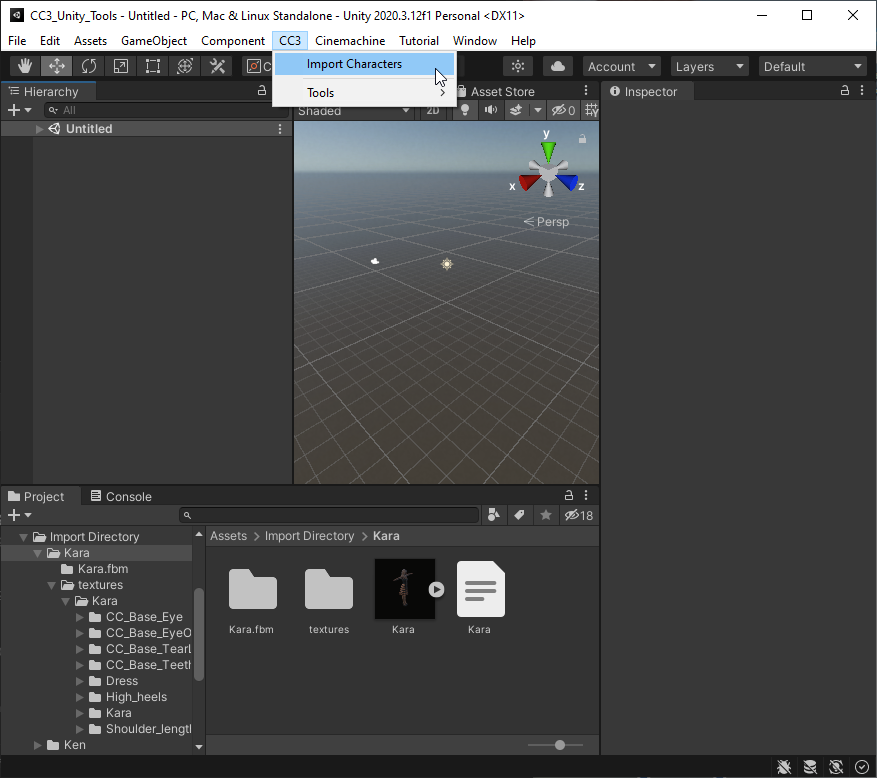 CC3_Unity_Tools - Untitled - PC, Mac & Linux Standalone - Unity 2020.3.12f1 Personal <DX11>
File Edit Assets GameObject Component CC3 Cinemachine Tutorial Window Help
Import Characters
Tools
C
Account Layers Default
Hierarchy
Asset Store
Inspector
All
Shaded 2D 0
Untitled
y
x z
Persp
Project Console
18
Import Directory
Kara
Kara.fbm
textures
Kara
CC_Base_Eye
CC_Base_EyeO
CC_Base_TearL
CC_Base_Teeth
Dress
High_heels
Kara
Shoulder_lengt
Ken
Assets > Import Directory > Kara
Kara.fbm textures Kara Kara